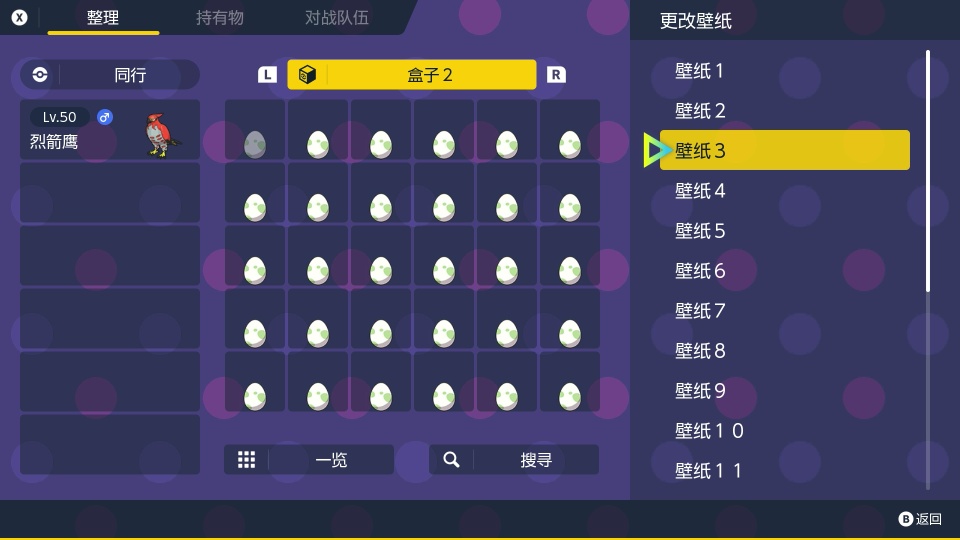 X 整理 持有物 对战队伍
更改壁纸
同行
L 盒子2 R
Lv.50
烈箭鹰
壁纸1
壁纸2
壁纸3
壁纸4
壁纸5
壁纸6
壁纸7
壁纸8
壁纸9
壁纸10
壁纸11
一览 搜寻
B 返回